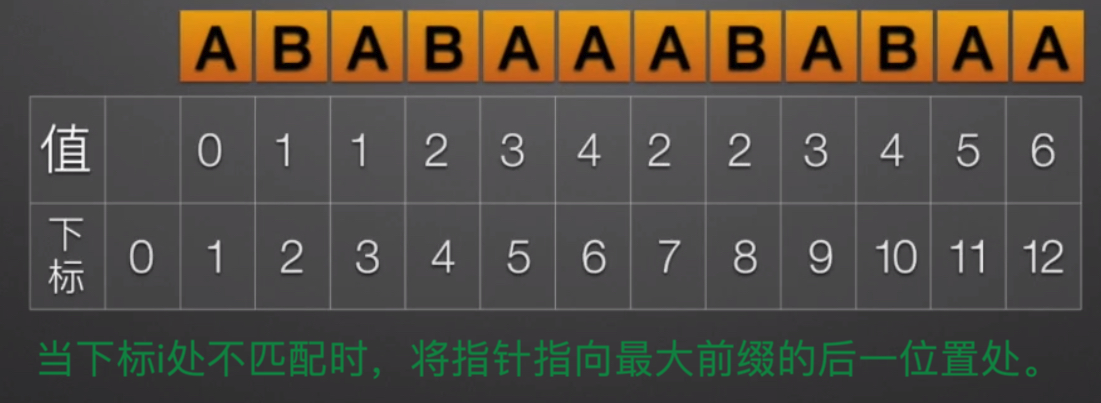 A B A B A A A B A B A A
值 0 1 1 2 3 4 2 2 3 4 5 6
下标 0 1 2 3 4 5 6 7 8 9 10 11 12
当下标i处不匹配时，将指针指向最大前缀的后一位置处。